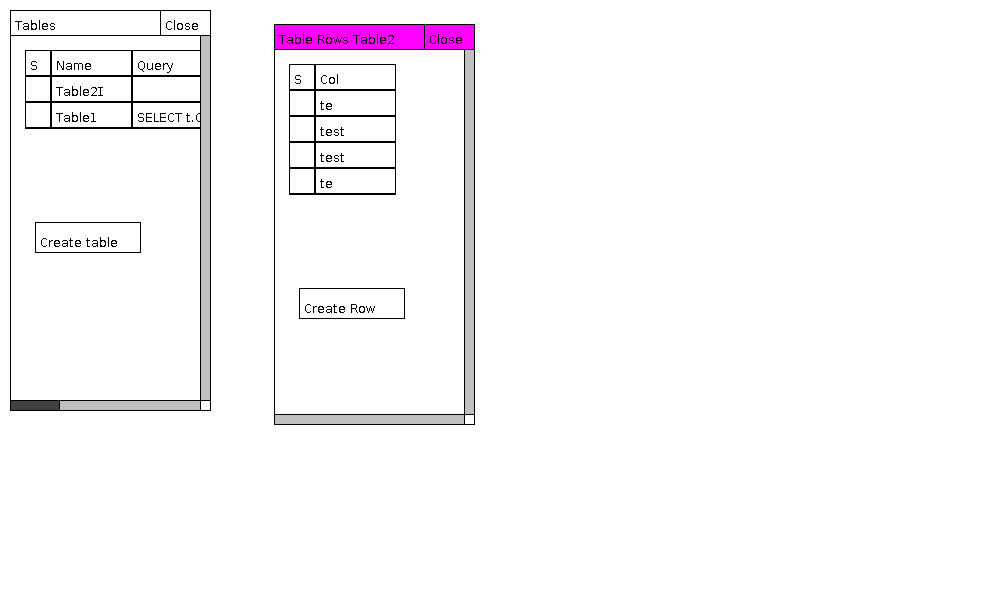 Tables Close
S Name Query
Table2I
Table1 SELECT t.
Create table
Table Rows Table2 Close
S Col
te
test
test
te
Create Row